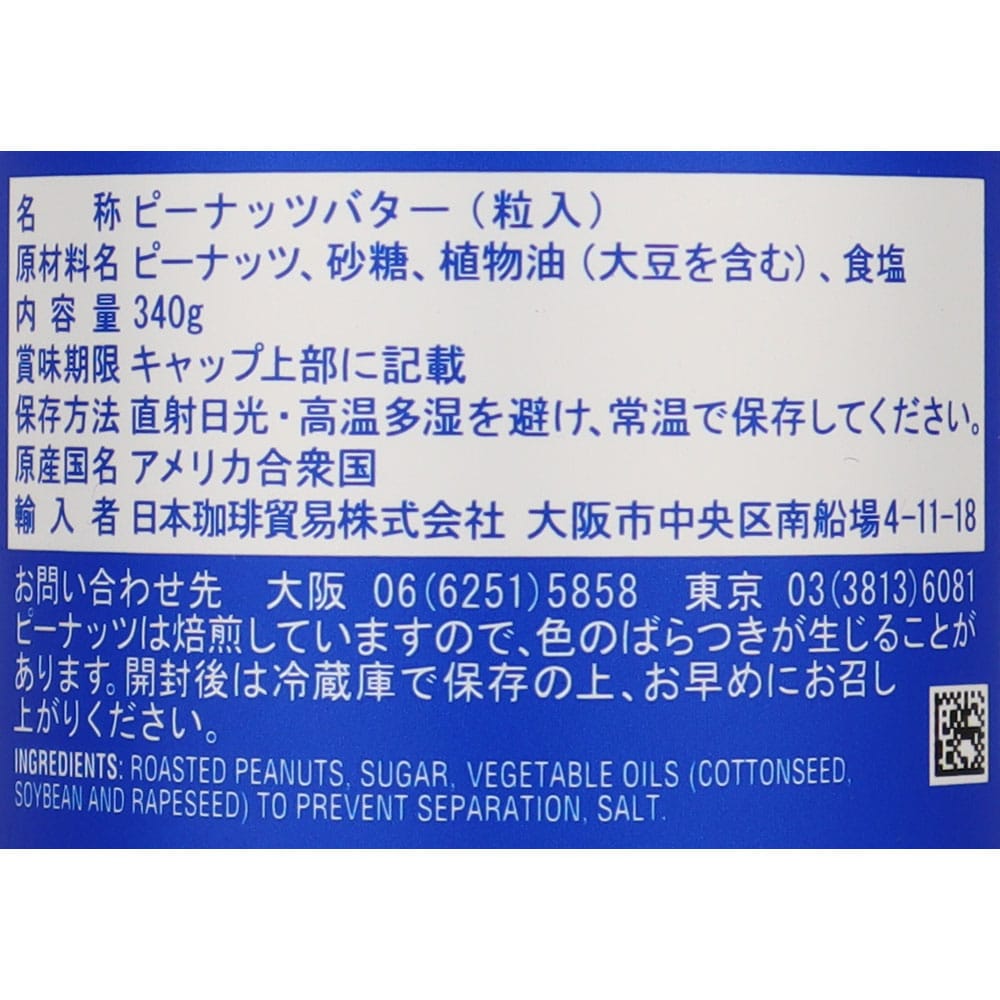 名称 ピーナッツバター（粒入）
原材料名 ピーナッツ、砂糖、植物油（大豆を含む）、食塩
内容量 340g
賞味期限 キャップ上部に記載
保存方法 直射日光・高温多湿を避け、常温で保存してください。
原産国名 アメリカ合衆国
輸入者 日本珈琲貿易株式会社 大阪市中央区南船場4-11-18
お問い合わせ先 大阪 06(6251)5858 東京 03(3813)6081
ピーナッツは焙煎していますので、色のばらつきが生じることが
あります。開封後は冷蔵庫で保存の上、お早めにお召し
上がりください。
INGREDIENTS: ROASTED PEANUTS, SUGAR, VEGETABLE OILS (COTTONSEED,
SOYBEAN AND RAPESEED) TO PREVENT SEPARATION, SALT.